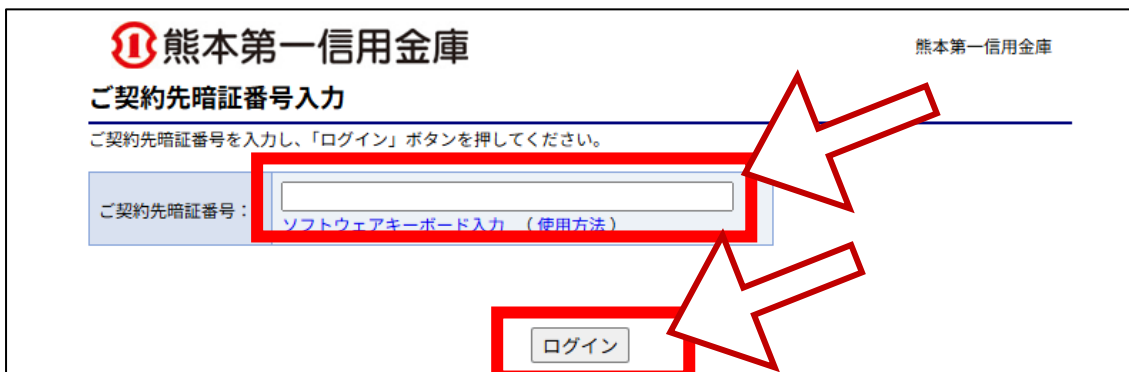 熊本第一信用金庫
熊本第一信用金庫
ご契約先暗証番号入力
ご契約先暗証番号を入力し、「ログイン」ボタンを押してください。
ご契約先暗証番号：
ソフトウェアキーボード入力 （使用方法）
ログイン